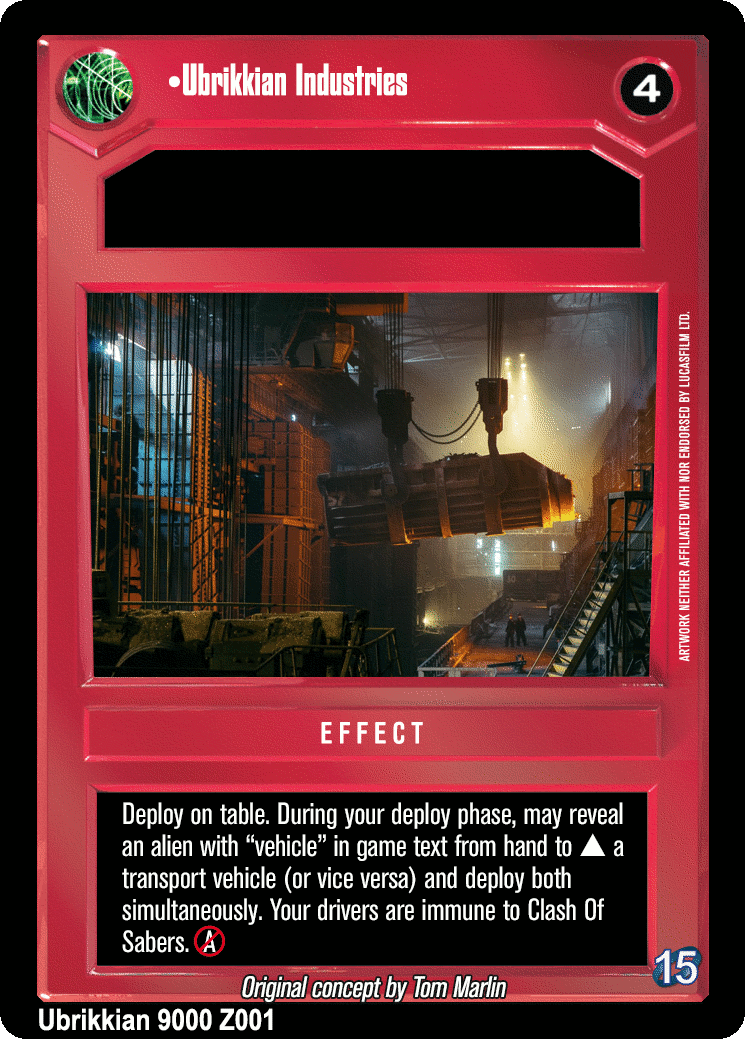 •Ubrikkian Industries
4
ARTWORK NEITHER AFFILIATED WITH NOR ENDORSED BY LUCASFILM LTD.
EFFECT
Deploy on table. During your deploy phase, may reveal
an alien with “vehicle” in game text from hand to ▲ a
transport vehicle (or vice versa) and deploy both
simultaneously. Your drivers are immune to Clash Of
Sabers. A
15
Original concept by Tom Marlin
Ubrikkian 9000 Z001